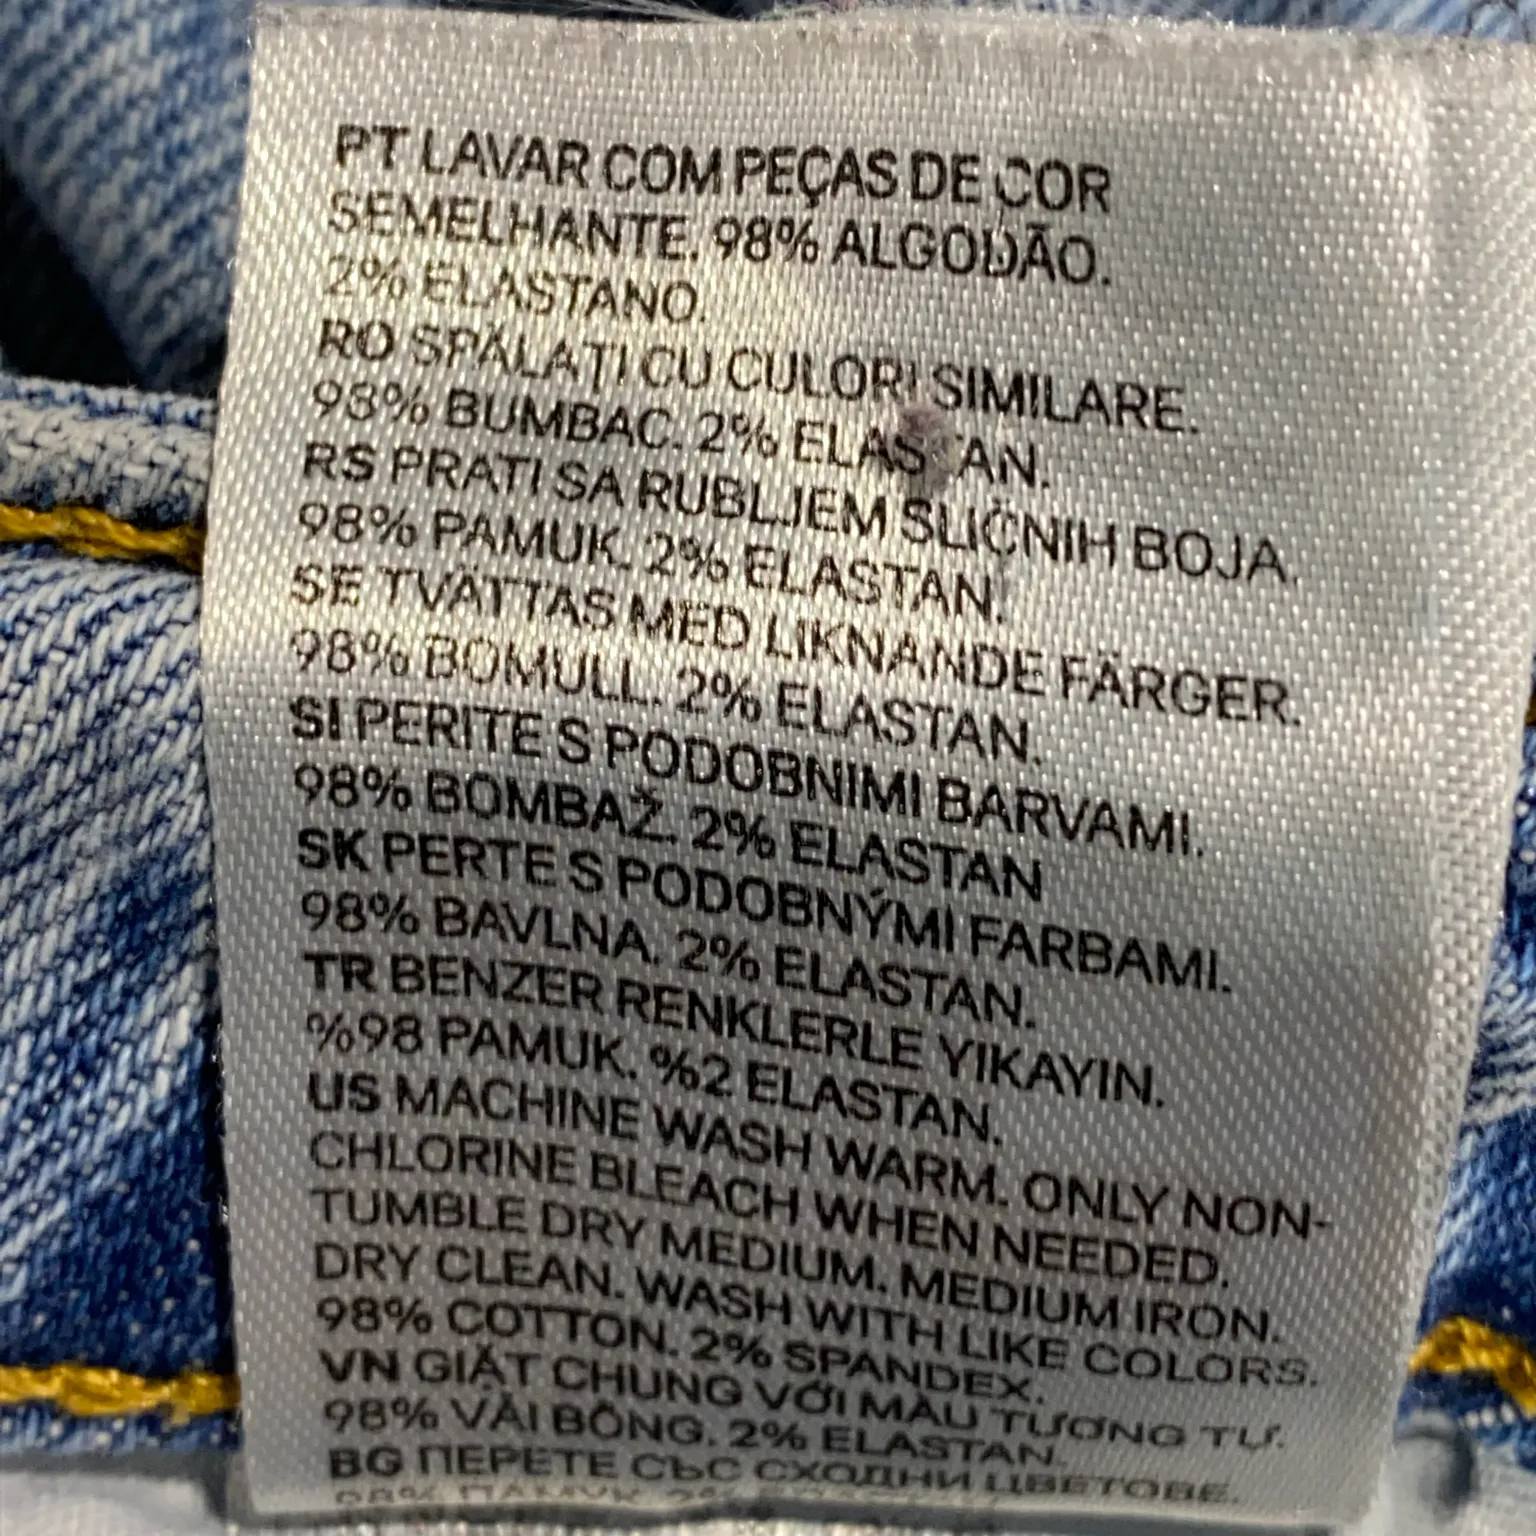 PT LAVAR COM PEÇAS DE COR
SEMELHANTE. 98% ALGODÃO.
2% ELASTANO.
RO SPĂLAȚI CU CULORI SIMILARE.
98% BUMBAC. 2% ELASTAN.
RS PRATI SA RUBLJEM SLIČNIH BOJA.
98% PAMUK. 2% ELASTAN.
SE TVÄTTAS MED LIKNANDE FÄRGER.
98% BOMULL. 2% ELASTAN.
SI PERITE S PODOBNIMI BARVAMI.
98% BOMBAŽ. 2% ELASTAN
SK PERTE S PODOBNÝMI FARBAMI.
98% BAVLNA. 2% ELASTAN.
TR BENZER RENKLERLE YIKAYIN.
%98 PAMUK. %2 ELASTAN.
US MACHINE WASH WARM. ONLY NON-
CHLORINE BLEACH WHEN NEEDED.
TUMBLE DRY MEDIUM. MEDIUM IRON.
DRY CLEAN. WASH WITH LIKE COLORS.
98% COTTON. 2% SPANDEX.
VN GIẶT CHUNG VỚI MÀU TƯƠNG TỰ.
98% VẢI BÔNG. 2% ELASTAN.
BG ПЕРЕТЕ СЪС СХОДНИ ЦВЕТОВЕ.
98% ПАМУК. 2%